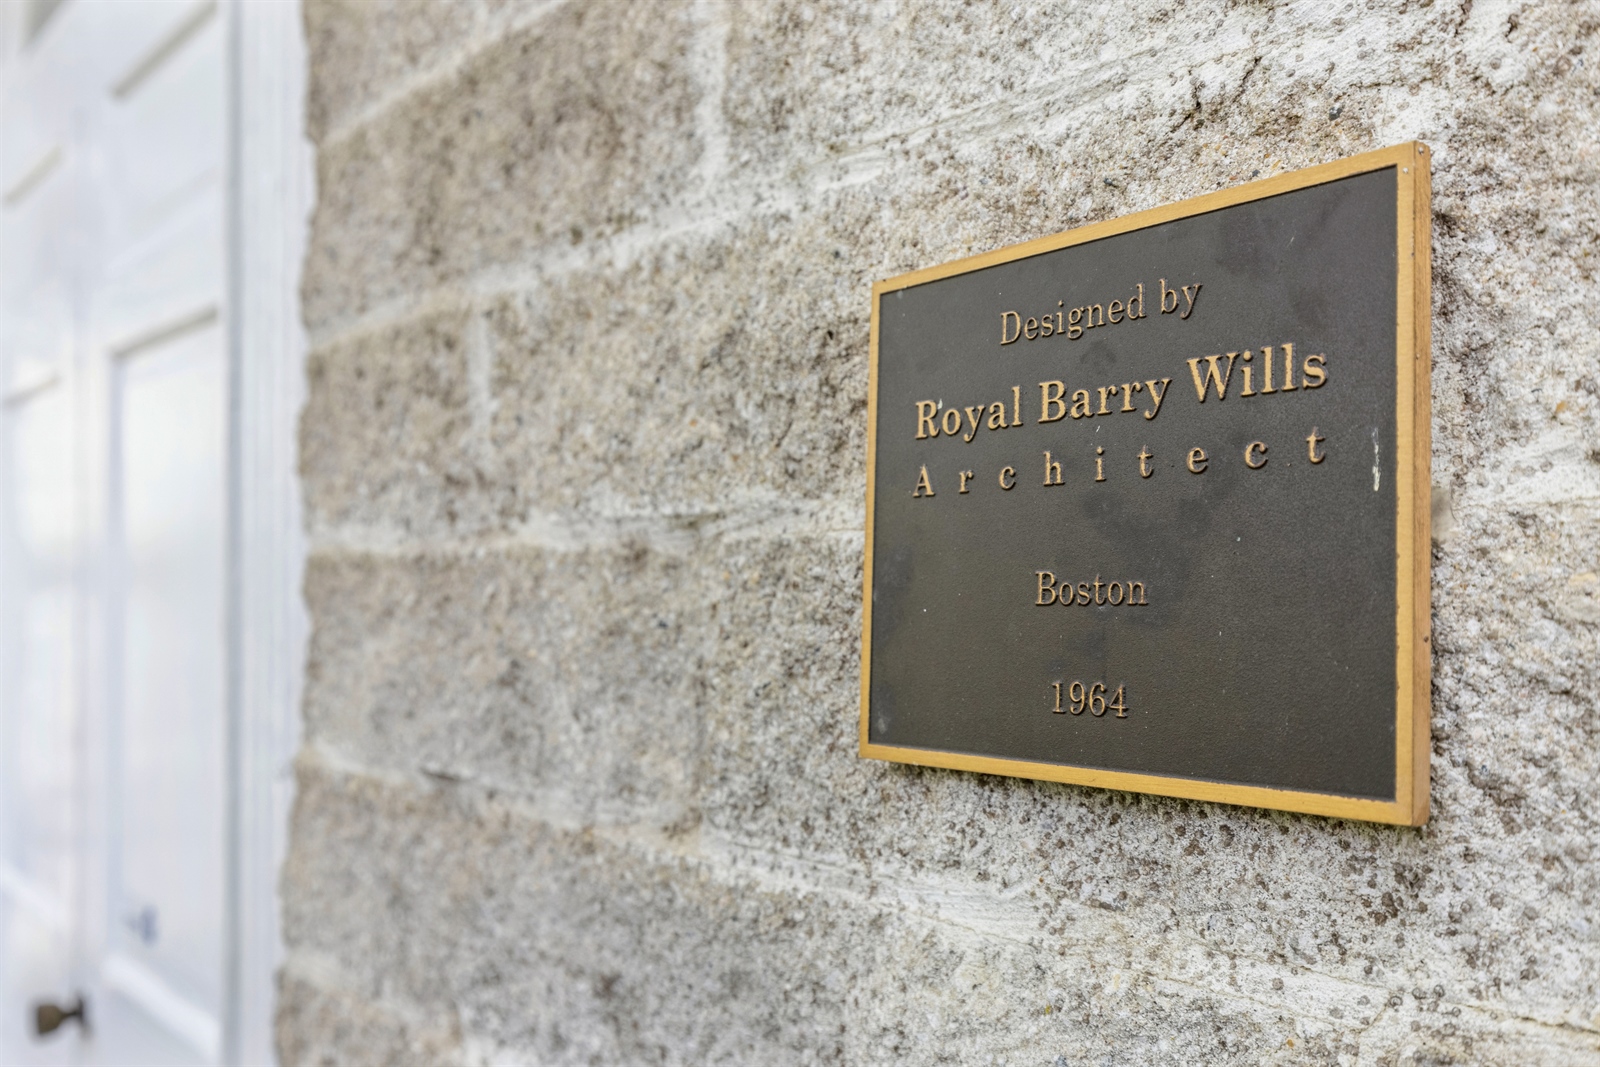 Designed by
Royal Barry Wills
Architect
Boston
1964